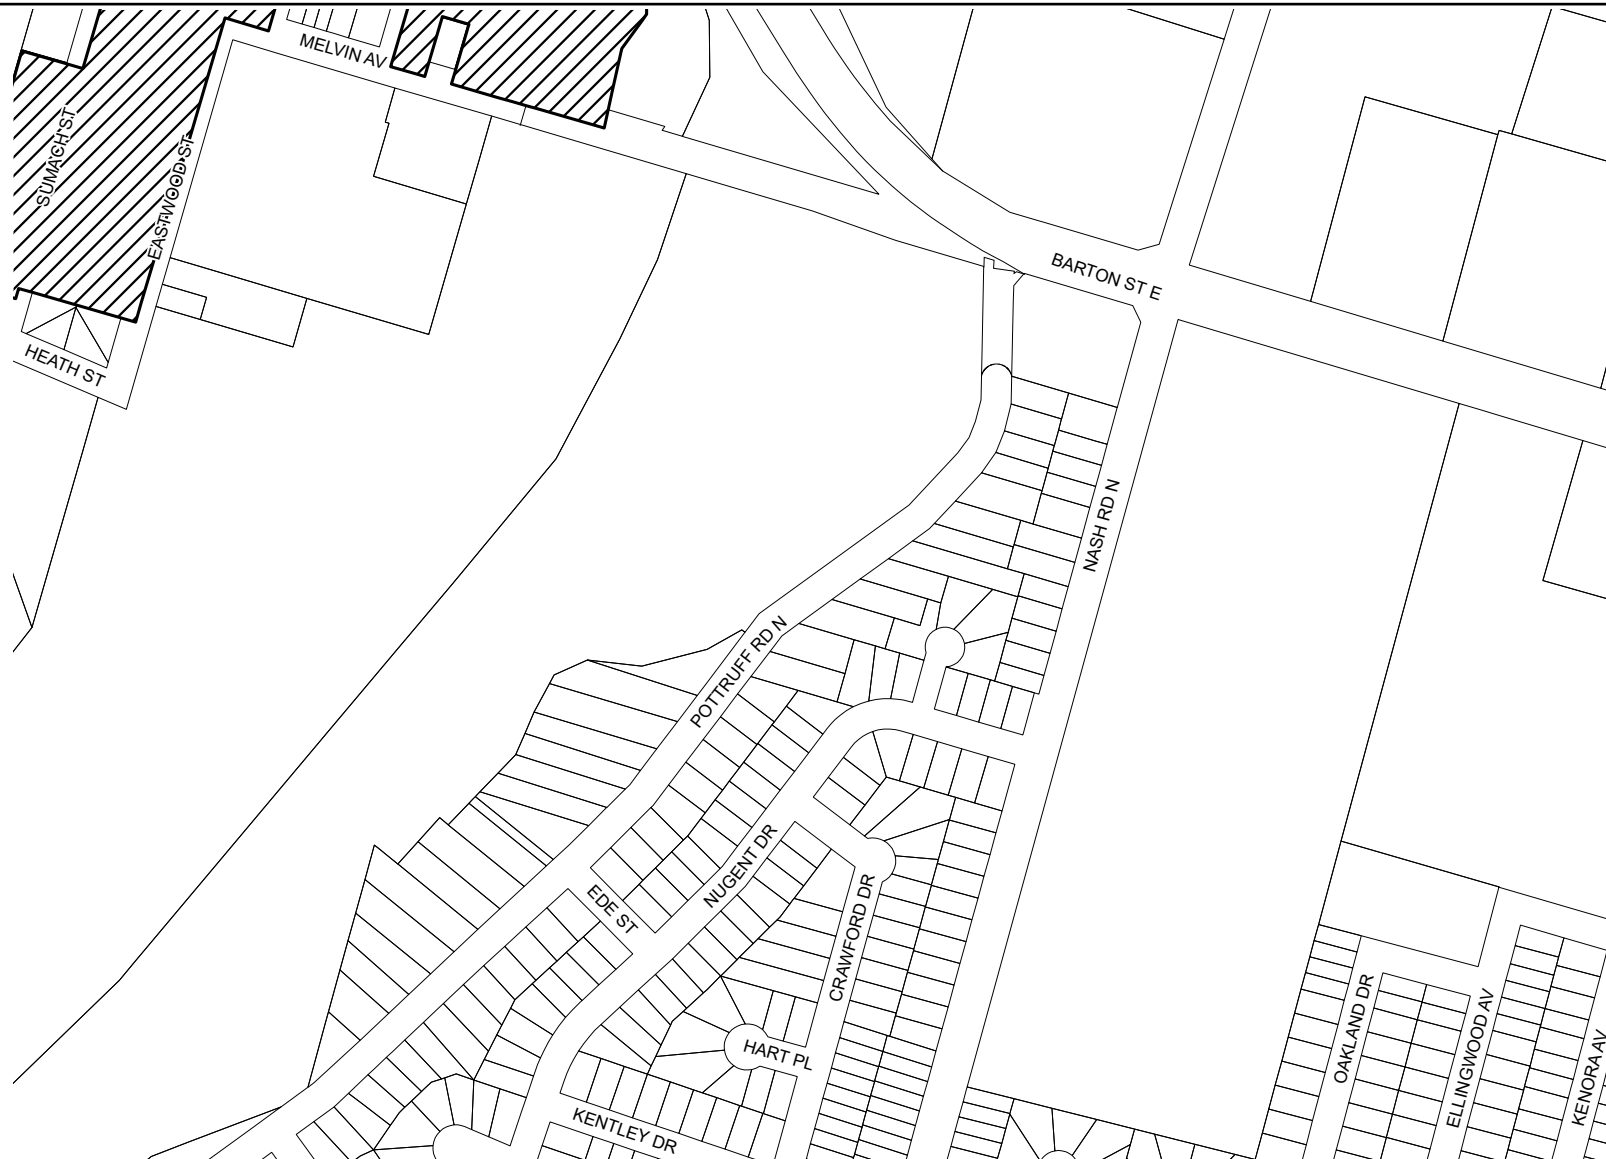 MELVIN AV
SUMACH ST
EASTWOOD ST
HEATH ST
BARTON ST E
NASH RD N
POTTRUFF RD N
NUGENT DR
EDE ST
CRAWFORD DR
HART PL
KENTLEY DR
OAKLAND DR
ELLINGWOOD AV
KENORA AV